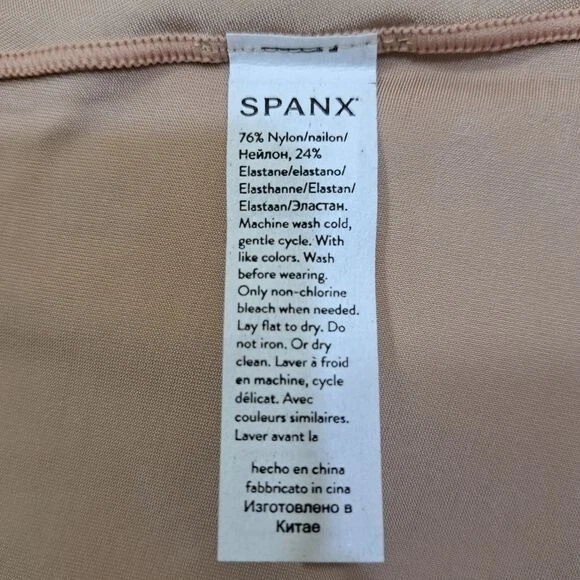 SPANX
76% Nylon/nailon/
Нейлон, 24%
Elastane/elastano/
Elasthanne/Elastan/
Elastaan/Эластан.
Machine wash cold,
gentle cycle. With
like colors. Wash
before wearing.
Only non-chlorine
bleach when needed.
Lay flat to dry. Do
not iron. Or dry
clean. Laver à froid
en machine, cycle
délicat. Avec
couleurs similaires.
Laver avant la
hecho en china
fabbricato in cina
Изготовлено в
Китае